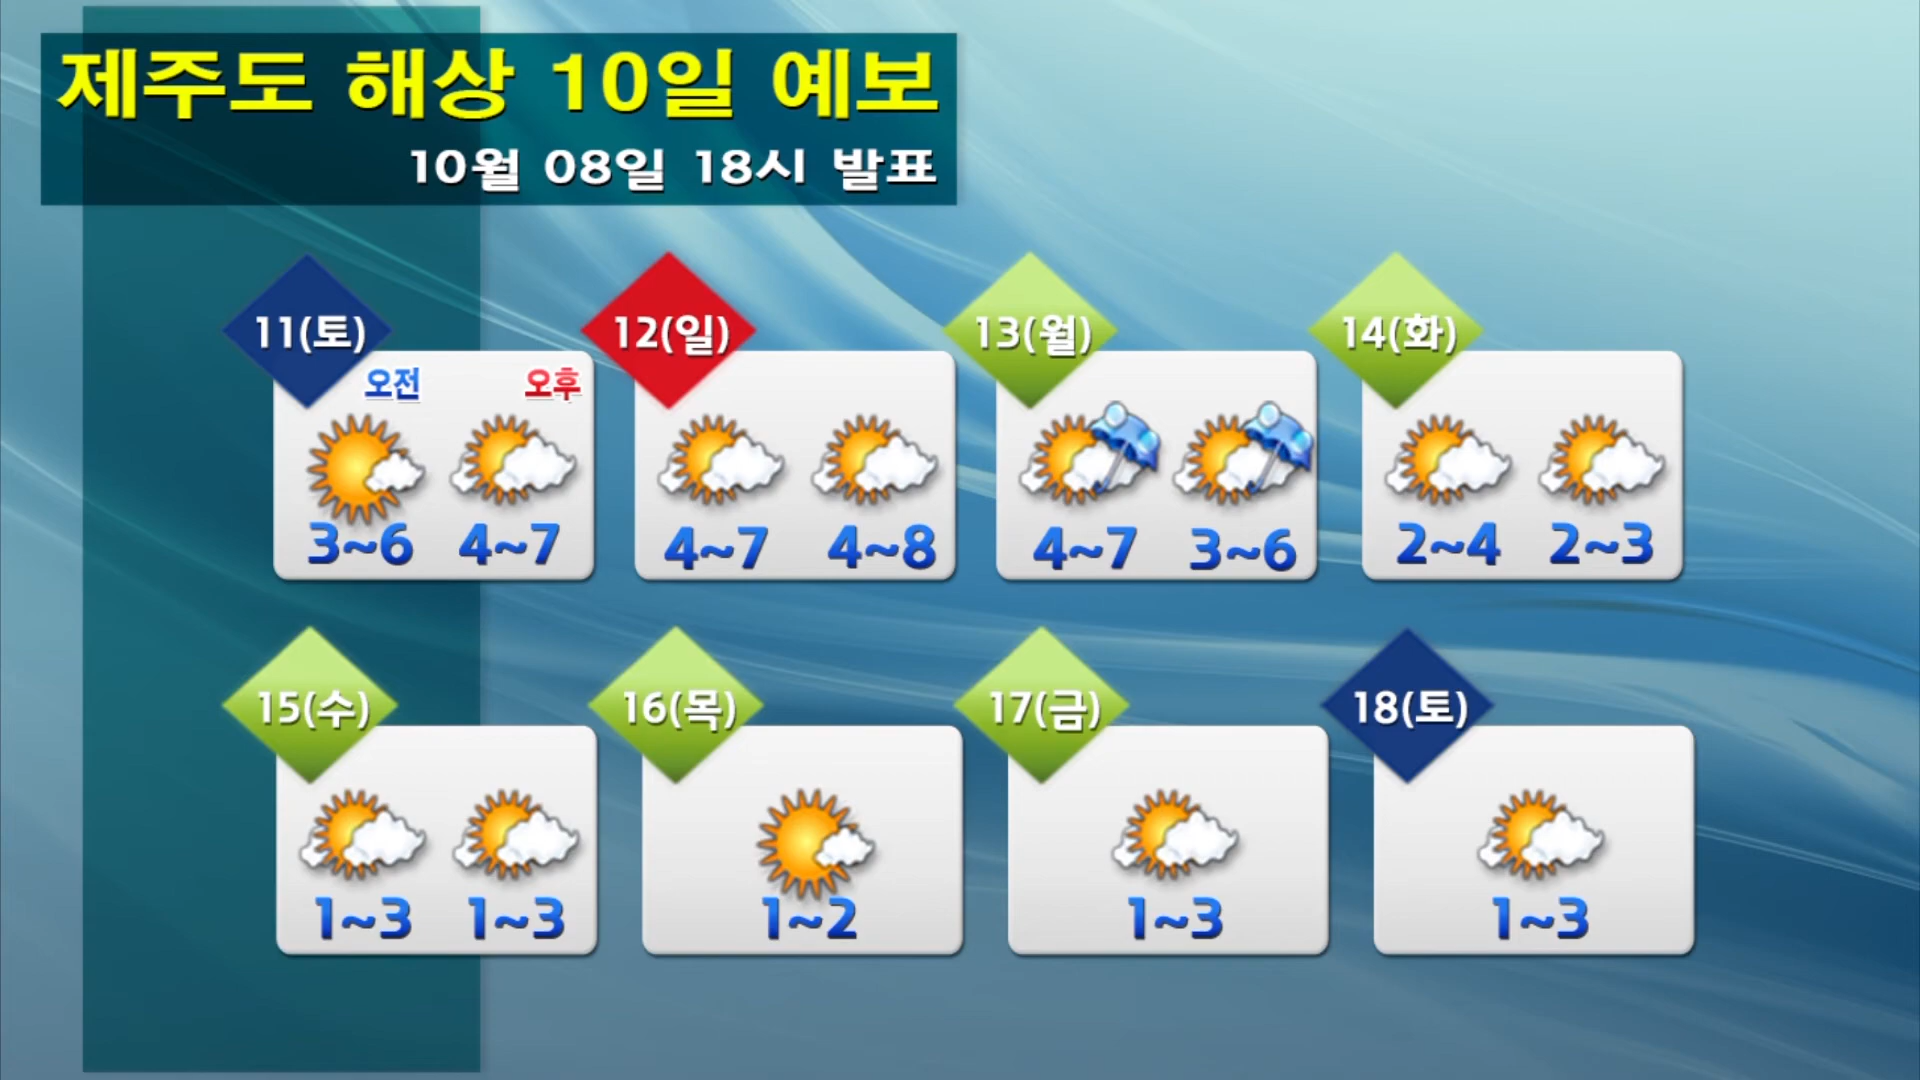 제주도 해상 10일 예보
10월 08일 18시 발표
11(토)
오전 오후
3~6 4~7
12(일)
4~7 4~8
13(월)
4~7 3~6
14(화)
2~4 2~3
15(수)
1~3 1~3
16(목)
1~2
17(금)
1~3
18(토)
1~3